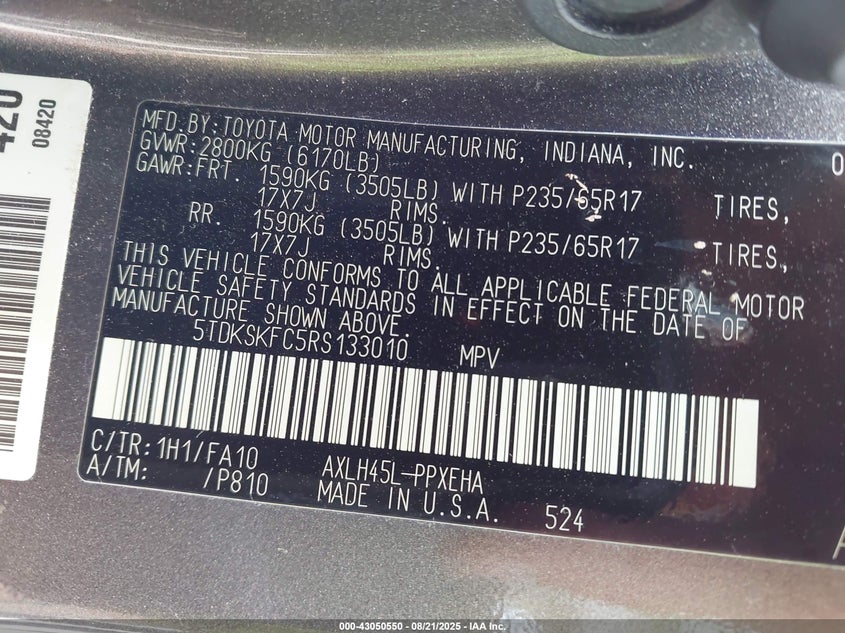 420
08420
MFD. BY: TOYOTA MOTOR MANUFACTURING, INDIANA, INC. 0
GVWR: 2800KG (6170LB)
GAWR: FRT. 1590KG (3505LB) WITH P235/65R17 TIRES,
17X7J RIMS.
RR. 1590KG (3505LB) WITH P235/65R17 TIRES,
17X7J RIMS.
THIS VEHICLE CONFORMS TO ALL APPLICABLE FEDERAL MOTOR
VEHICLE SAFETY STANDARDS IN EFFECT ON THE DATE OF
MANUFACTURE SHOWN ABOVE.
5TDKSKFC5RS133010 MPV
C/TR: 1H1/FA10 AXLH45L-PPXEHA
A/TM: /P810 MADE IN U.S.A. 524
000-43050550 - 08/21/2025 - IAA Inc.